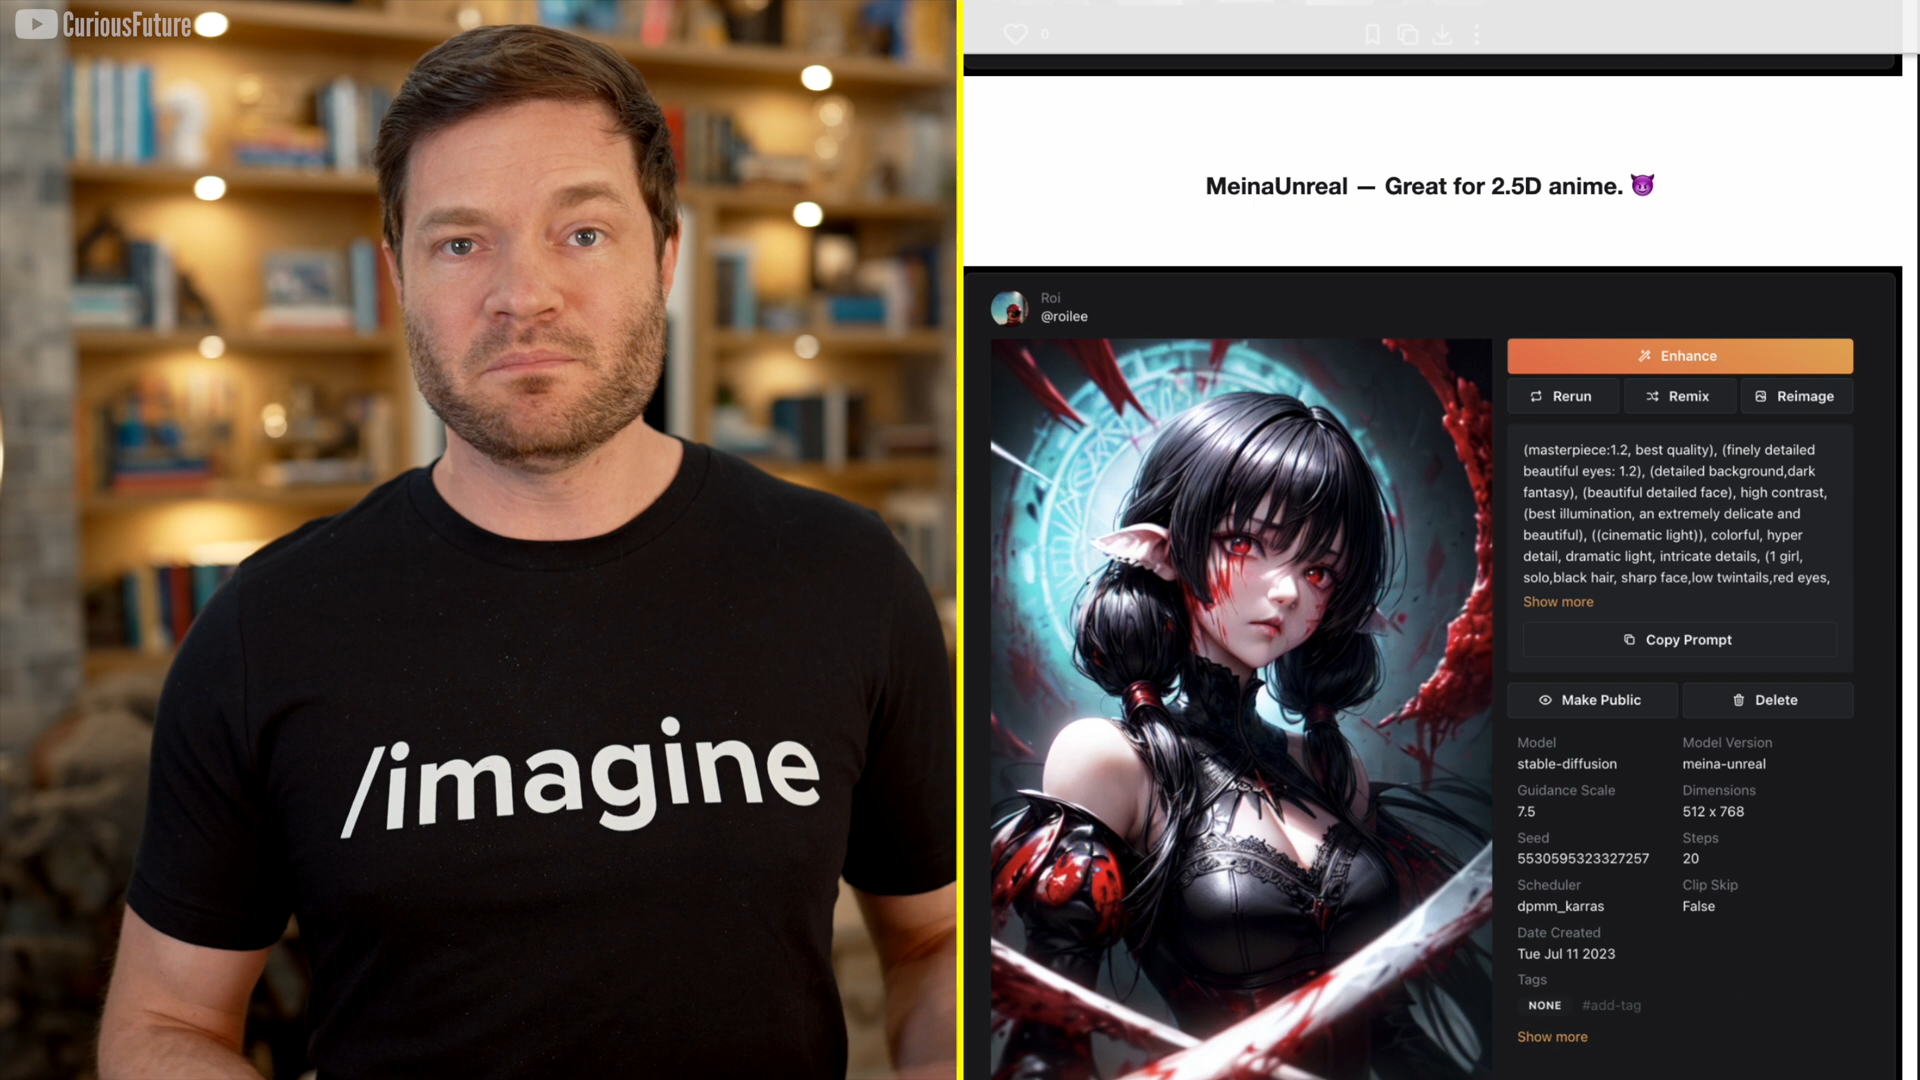 CuriousFuture
/imagine
0
MeinaUnreal — Great for 2.5D anime. 😈
Roi
@roilee
Enhance
Rerun
Remix
Reimage
(masterpiece:1.2, best quality), (finely detailed
beautiful eyes: 1.2), (detailed background,dark
fantasy), (beautiful detailed face), high contrast,
(best illumination, an extremely delicate and
beautiful), ((cinematic light)), colorful, hyper
detail, dramatic light, intricate details, (1 girl,
solo,black hair, sharp face,low twintails,red eyes,
Show more
Copy Prompt
Make Public
Delete
Model
stable-diffusion
Model Version
meina-unreal
Guidance Scale
7.5
Dimensions
512 x 768
Seed
5530595323327257
Steps
20
Scheduler
dpmm_karras
Clip Skip
False
Date Created
Tue Jul 11 2023
Tags
NONE
#add-tag
Show more